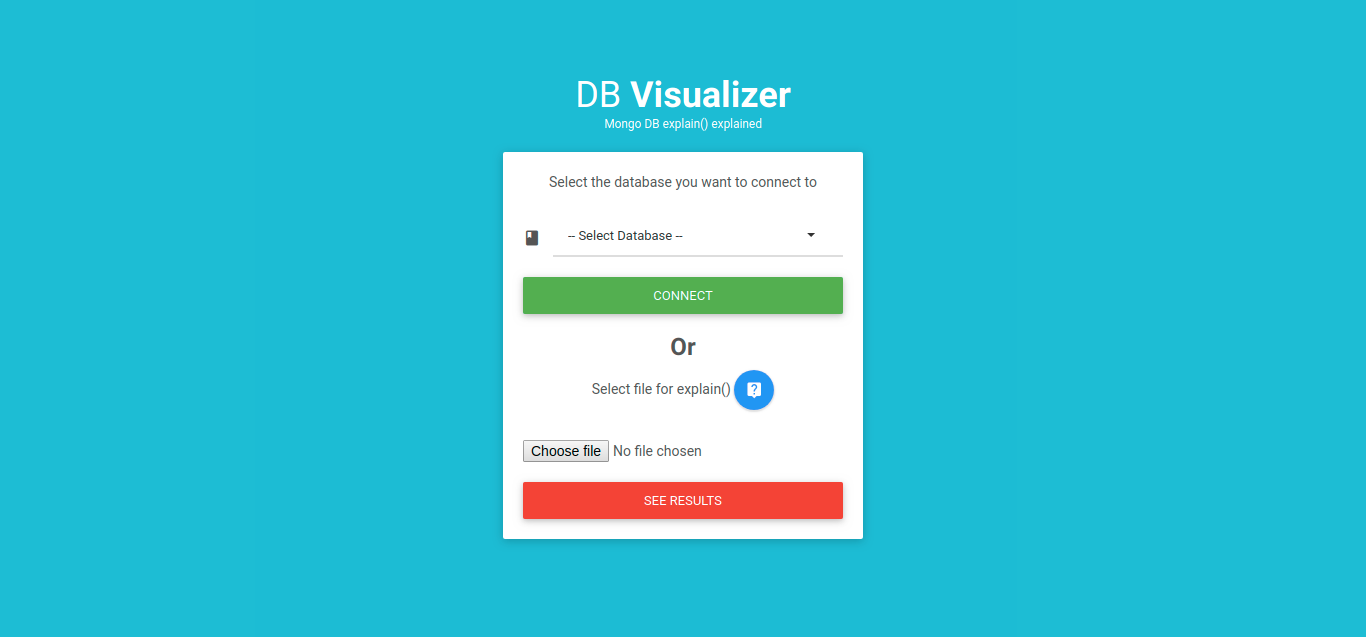 DB Visualizer
Mongo DB explain() explained
Select the database you want to connect to
-- Select Database --
CONNECT
Or
Select file for explain() ?
Choose file No file chosen
SEE RESULTS